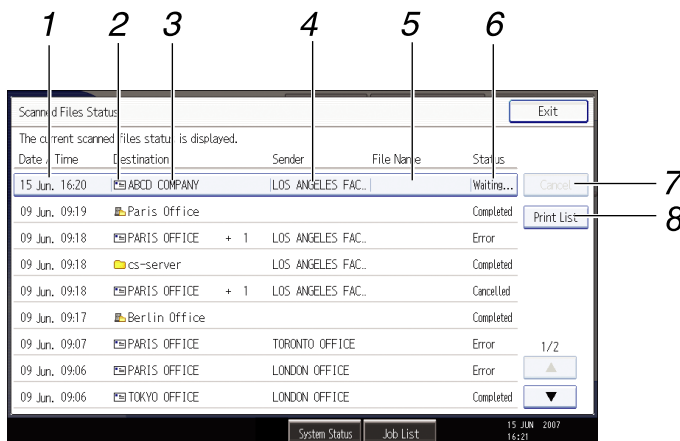 1 2 3 4 5 6
Scanned Files Status
Exit
The current scanned files status is displayed.
Date / Time Destination Sender File Name Status
15 Jun. 16:20 ABCD COMPANY LOS ANGELES FAC.. Waiting... Cancel 7
09 Jun. 09:19 Paris Office Completed Print List 8
09 Jun. 09:18 PARIS OFFICE + 1 LOS ANGELES FAC.. Error
09 Jun. 09:18 cs-server Completed
09 Jun. 09:18 PARIS OFFICE + 1 LOS ANGELES FAC.. Cancelled
09 Jun. 09:17 Berlin Office Completed
09 Jun. 09:07 PARIS OFFICE TORONTO OFFICE Error 1/2
09 Jun. 09:06 PARIS OFFICE LONDON OFFICE Error ▲
09 Jun. 09:06 TOKYO OFFICE LONDON OFFICE Completed ▼
System Status Job List 15 JUN 2007
16:21